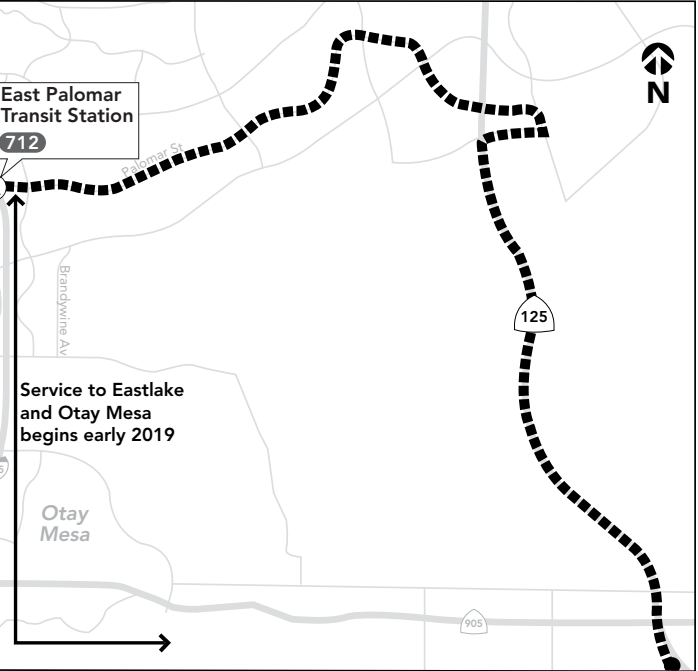 East Palomar
Transit Station
712
N
Palomar St
Brandywine Av
125
Service to Eastlake
and Otay Mesa
begins early 2019
Otay
Mesa
905